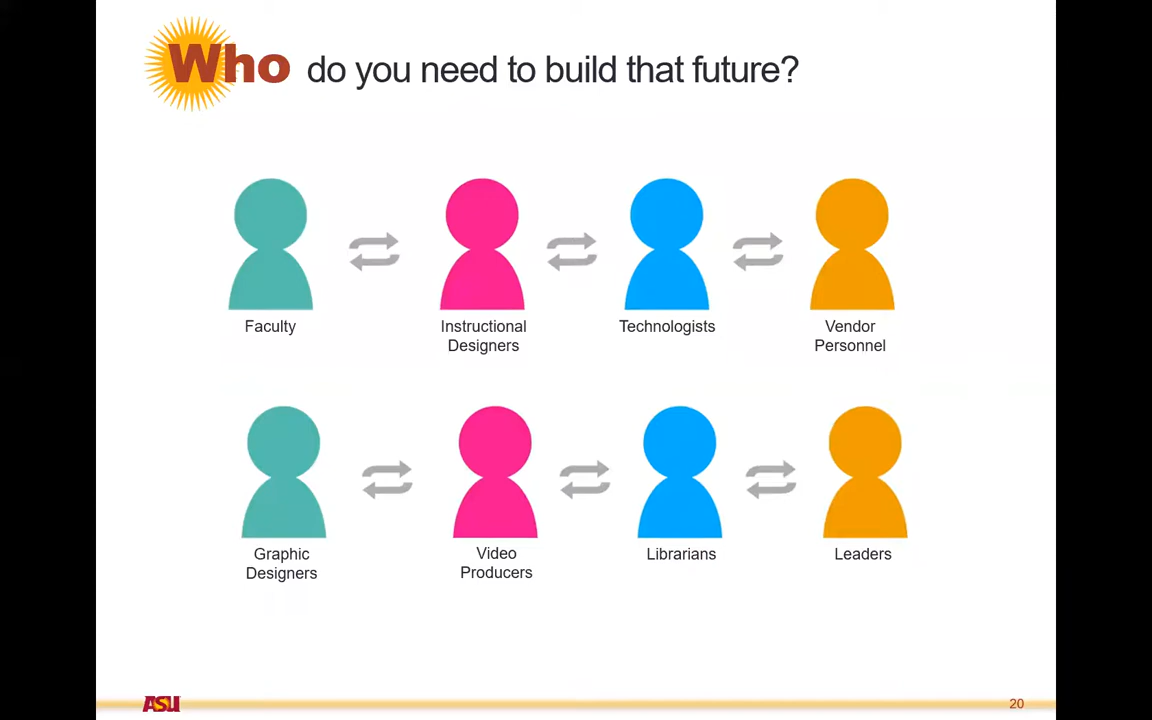 Who do you need to build that future?
Faculty
Instructional
Designers
Technologists
Vendor
Personnel
Graphic
Designers
Video
Producers
Librarians
Leaders
ASU
20